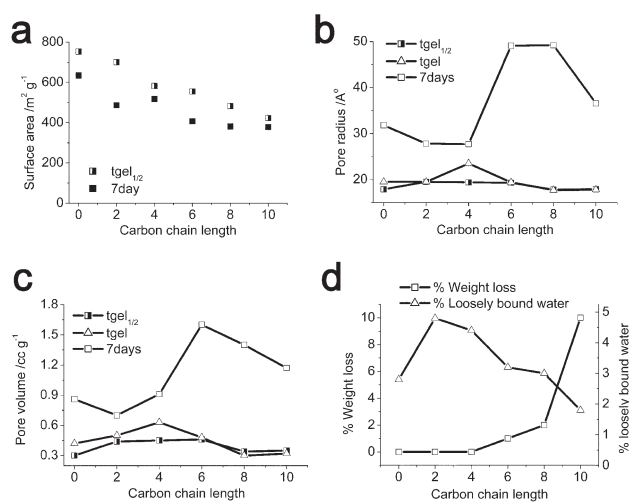 a
800
600
400
200
0
Surface area /m² g⁻¹
tgel₁/₂
7day
0 2 4 6 8 10
Carbon chain length
b
50
40
30
20
Pore radius /A°
tgel₁/₂
tgel
7days
0 2 4 6 8 10
Carbon chain length
c
1.8
1.5
1.2
0.9
0.6
0.3
Pore volume /cc g⁻¹
tgel₁/₂
tgel
7days
0 2 4 6 8 10
Carbon chain length
d
% Weight loss
% Loosely bound water
10
8
6
4
2
0
% Weight loss
5
4
3
2
1
0
% loosely bound water
0 2 4 6 8 10
Carbon chain length